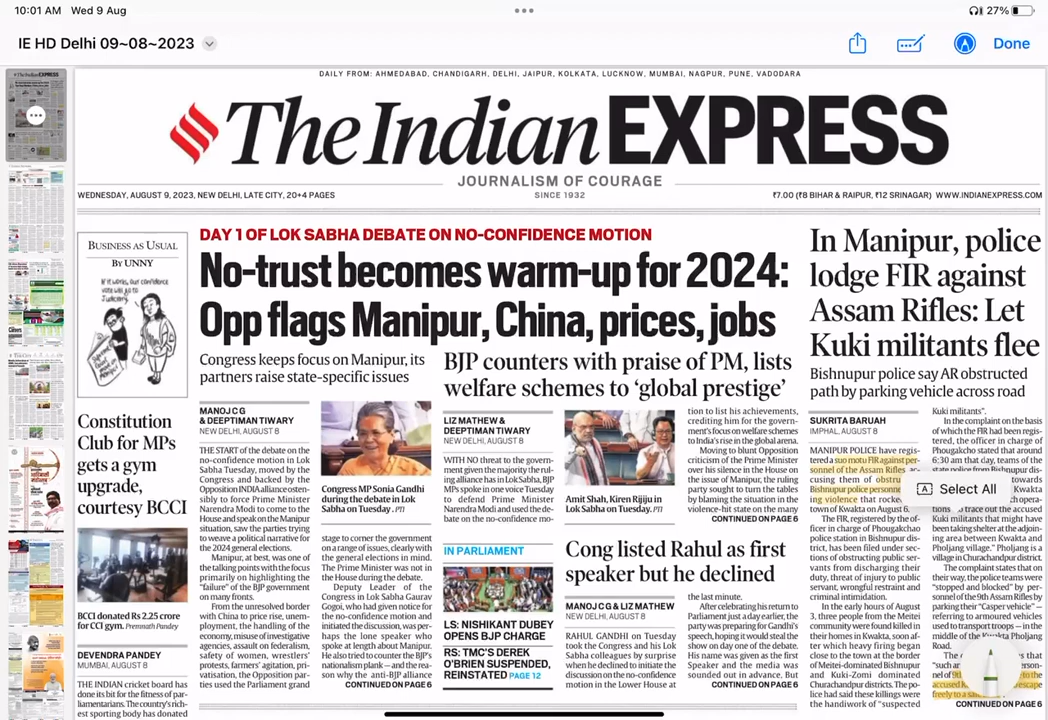 10:01 AM Wed 9 Aug
27%
IE HD Delhi 09~08~2023
Done
DAILY FROM: AHMEDABAD, CHANDIGARH, DELHI, JAIPUR, KOLKATA, LUCKNOW, MUMBAI, NAGPUR, PUNE, VADODARA
The Indian EXPRESS
JOURNALISM OF COURAGE
SINCE 1932
WEDNESDAY, AUGUST 9, 2023, NEW DELHI, LATE CITY, 20+4 PAGES
₹7.00 (₹8 BIHAR & RAIPUR, ₹12 SRINAGAR) WWW.INDIANEXPRESS.COM
BUSINESS AS USUAL
BY UNNY
Constitution
Club for MPs
gets a gym
upgrade,
courtesy BCCI
BCCI donated Rs 2.25 crore
for CCI gym. Premnath Pandey
DEVENDRA PANDEY
MUMBAI, AUGUST 8
THE INDIAN cricket board has
done its bit for the fitness of par-
liamentarians. The country's rich-
est sporting body has donated
DAY 1 OF LOK SABHA DEBATE ON NO-CONFIDENCE MOTION
No-trust becomes warm-up for 2024:
Opp flags Manipur, China, prices, jobs
Congress keeps focus on Manipur, its
partners raise state-specific issues
MANOJ C G
& DEEPTIMAN TIWARY
NEW DELHI, AUGUST 8
THE START of the debate on the
no-confidence motion in Lok
Sabha Tuesday, moved by the
Congress and backed by the
Opposition INDIA alliance osten-
sibly to force Prime Minister
Narendra Modi to come to the
House and speak on the Manipur
situation, saw the parties trying
to weave a political narrative for
the 2024 general elections.
Manipur, at best, was one of
the talking points with the focus
primarily on highlighting the
"failure" of the BJP government
on many fronts.
From the unresolved border
with China to price rise, unemp-
loyment, the handling of the
economy, misuse of investigative
agencies, assault on federalism,
safety of women, wrestlers'
protests, farmers' agitation, pri-
vatisation, the Opposition par-
ties used the Parliament grand
Congress MP Sonia Gandhi
during the debate in Lok
Sabha on Tuesday. PTI
stage to corner the government
on a range of issues, clearly with
the general elections in mind.
The Prime Minister was not in
the House during the debate.
Deputy Leader of the
Congress in Lok Sabha Gaurav
Gogoi, who had given notice for
the no-confidence motion and
initiated the discussion, was per-
haps the lone speaker who
spoke at length about Manipur.
He also tried to counter the BJP's
nationalism plank — and the rea-
son why the anti-BJP alliance
CONTINUED ON PAGE 6
BJP counters with praise of PM, lists
welfare schemes to 'global prestige'
LIZ MATHEW &
DEEPTIMAN TIWARY
NEW DELHI, AUGUST 8
WITH NO threat to the govern-
ment given the majority the rul-
ing alliance has in Lok Sabha, BJP
MPs spoke in one voice Tuesday
to defend Prime Minister
Narendra Modi and used the de-
bate on the no-confidence mo-
Amit Shah, Kiren Rijiju in
Lok Sabha on Tuesday. PTI
tion to list his achievements,
crediting him for the govern-
ment's focus on welfare schemes
to India's rise in the global arena.
Moving to blunt Opposition
criticism of the Prime Minister
over his silence in the House on
the issue of Manipur, the ruling
party sought to turn the tables
by blaming the situation in the
violence-hit state on the many
CONTINUED ON PAGE 6
IN PARLIAMENT
LS: NISHIKANT DUBEY
OPENS BJP CHARGE
RS: TMC'S DEREK
O'BRIEN SUSPENDED,
REINSTATED PAGE 12
Cong listed Rahul as first
speaker but he declined
MANOJ C G & LIZ MATHEW
NEW DELHI, AUGUST 8
RAHUL GANDHI on Tuesday
took the Congress and his Lok
Sabha colleagues by surprise
when he declined to initiate the
discussion on the no-confidence
motion in the Lower House at
the last minute.
After celebrating his return to
Parliament just a day earlier, the
party was preparing for Gandhi's
speech, hoping it would steal the
show on day one of the debate.
His name was given as the first
Speaker and the media was
sounded out in advance. But
CONTINUED ON PAGE 6
In Manipur, police
lodge FIR against
Assam Rifles: Let
Kuki militants flee
Bishnupur police say AR obstructed
path by parking vehicle across road
SUKRITA BARUAH
IMPHAL, AUGUST 8
MANIPUR POLICE have regis-
tered a suo motu FIR against per-
sonnel of the Assam Rifles ac-
cusing them of obstru
Bishnupur police personn
ing violence that rocke
town of Kwakta on August 6.
The FIR, registered by the of-
ficer in charge of Phougakchao
police station in Bishnupur dis-
trict, has been filed under sec-
tions of obstructing public ser-
vants from discharging their
duty, threat of injury to public
servant, wrongful restraint and
criminal intimidation.
In the early hours of August
3, three people from the Meitei
community were found killed in
their homes in Kwakta, soon af-
ter which heavy firing began
close to the town at the border
of Meitei-dominated Bishnupur
and Kuki-Zomi dominated
Churachandpur districts. The po-
lice had said these killings were
the handiwork of "suspected
Kuki militants".
In the complaint on the basis
of which the FIR had been regis-
tered, the officer in charge of
Phougakchao stated that around
6:30 am that day, teams of the
state police from Bishnupur dis-
towards
Kwakta
ch opera-
tions "to trace out the accused
Kuki militants that might have
been taking shelter at the area in
between Kwakta and
Pholjang village." Pholjang is a
village in Churachandpur district.
The complaint states that on
their way, the police teams were
"stopped and blocked" by per-
sonnel of the 9th Assam Rifles by
parking their "Casper vehicle" —
referring to armoured vehicles
used to transport troops — in the
middle of the Kwakta Pholjang
Road.
The c s that
"such an rson-
nel of 9 to the
accused K escape
freely to a
CONTINUED ON PAGE 6
Select All